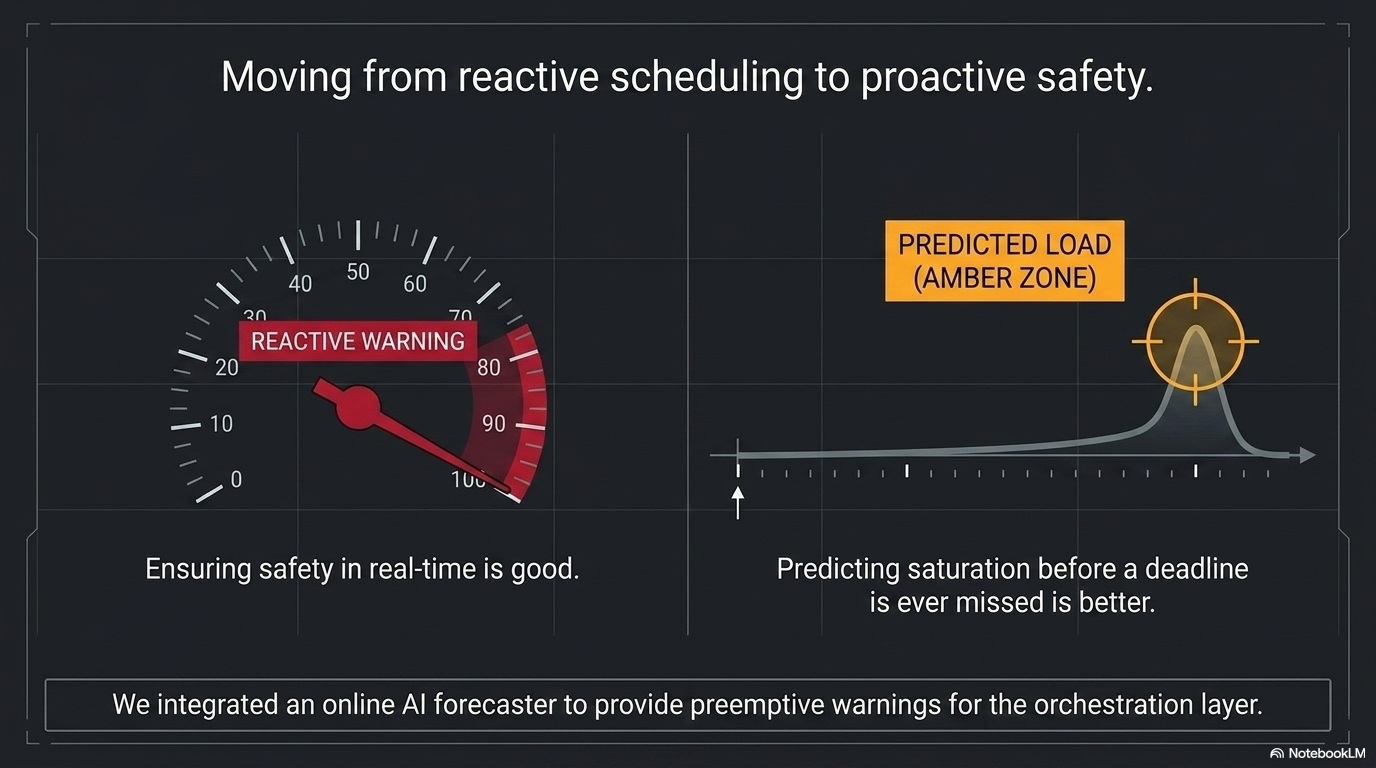 Moving from reactive scheduling to proactive safety.
0
10
20
30
40
50
60
70
80
90
100
REACTIVE WARNING
PREDICTED LOAD
(AMBER ZONE)
Ensuring safety in real-time is good.
Predicting saturation before a deadline
is ever missed is better.
We integrated an online AI forecaster to provide preemptive warnings for the orchestration layer.
NotebookLM